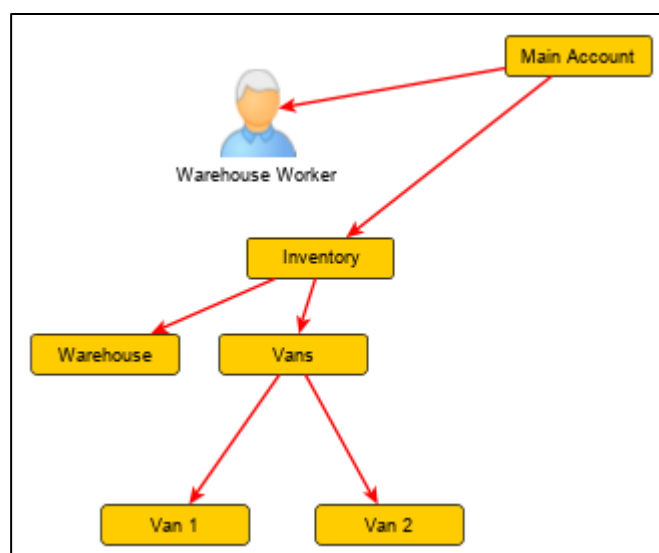 Main Account
Warehouse Worker
Inventory
Warehouse
Vans
Van 1
Van 2